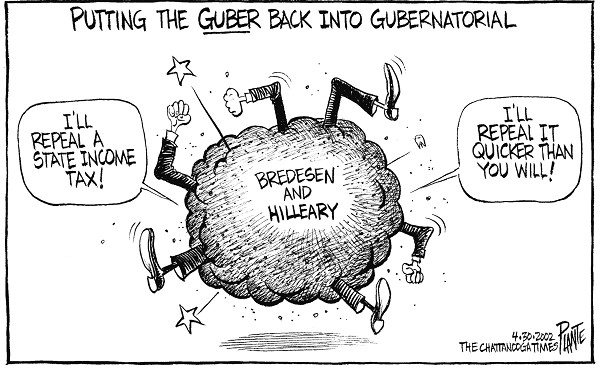 PUTTING THE GUBER BACK INTO GUBERNATORIAL
I'LL
REPEAL A
STATE INCOME
TAX!
I'LL
REPEAL IT
QUICKER THAN
YOU WILL!
BREDESEN
AND
HILLEARY
4.30.2002
THE CHATTANOOGA TIMES
PLANTE